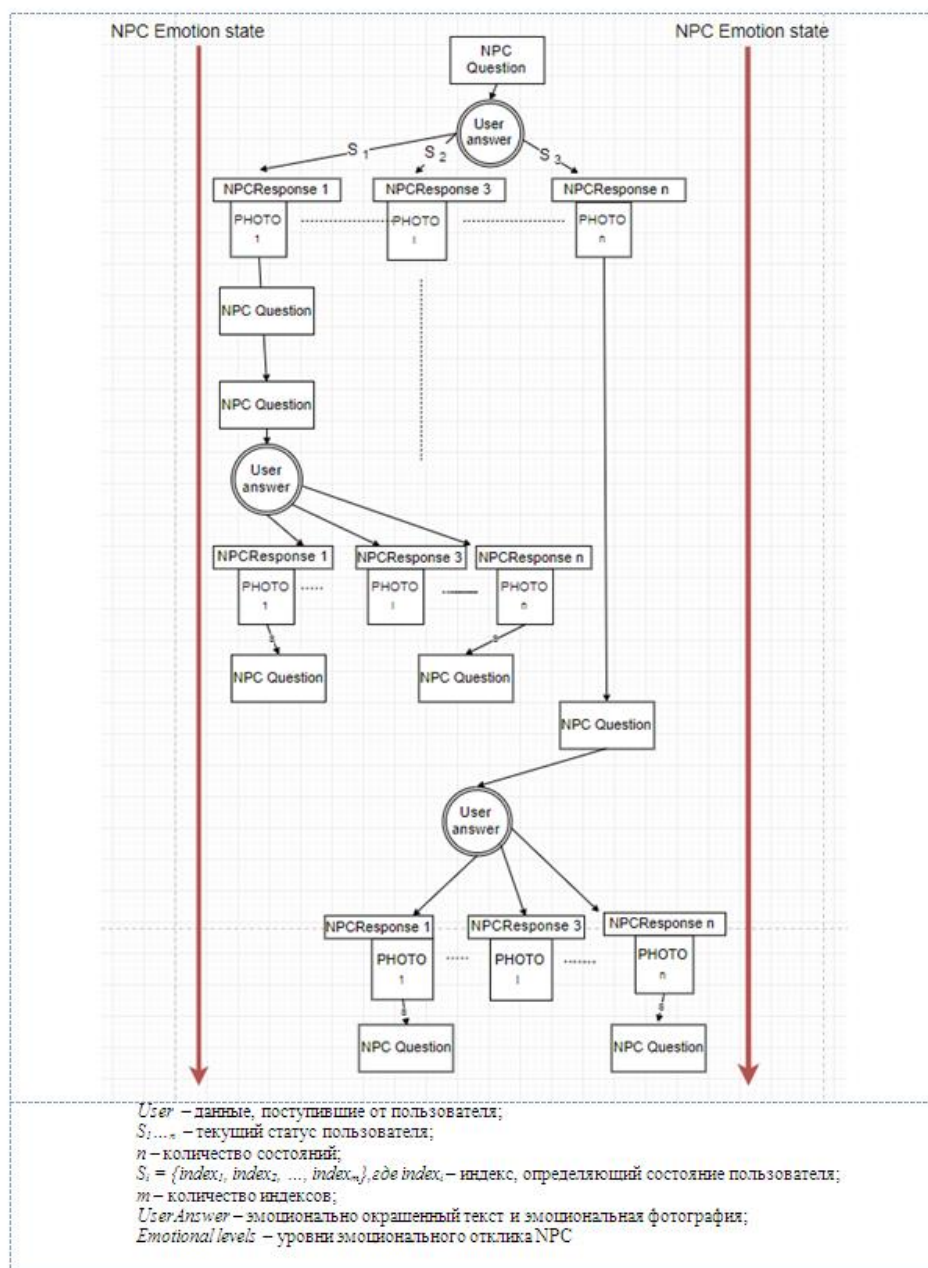 NPC Emotion state
NPC Emotion state
NPC
Question
User
answer
S 1
S 2
S 3
NPCResponse 1
NPCResponse 3
NPCResponse n
PHOTO
1
PHOTO
i
PHOTO
n
NPC Question
NPC Question
User
answer
NPCResponse 1
NPCResponse 3
NPCResponse n
PHOTO
1
PHOTO
i
PHOTO
n
s
s
NPC Question
NPC Question
NPC Question
User
answer
NPCResponse 1
NPCResponse 3
NPCResponse n
PHOTO
1
PHOTO
i
PHOTO
n
s
s
NPC Question
NPC Question
User – данные, поступившие от пользователя;
S1…n – текущий статус пользователя;
n – количество состояний;
Si = {index1, index2, …, indexm},где indexi – индекс, определяющий состояние пользователя;
m – количество индексов;
UserAnswer – эмоционально окрашенный текст и эмоциональная фотография;
Emotional levels – уровни эмоционального отклика NPC